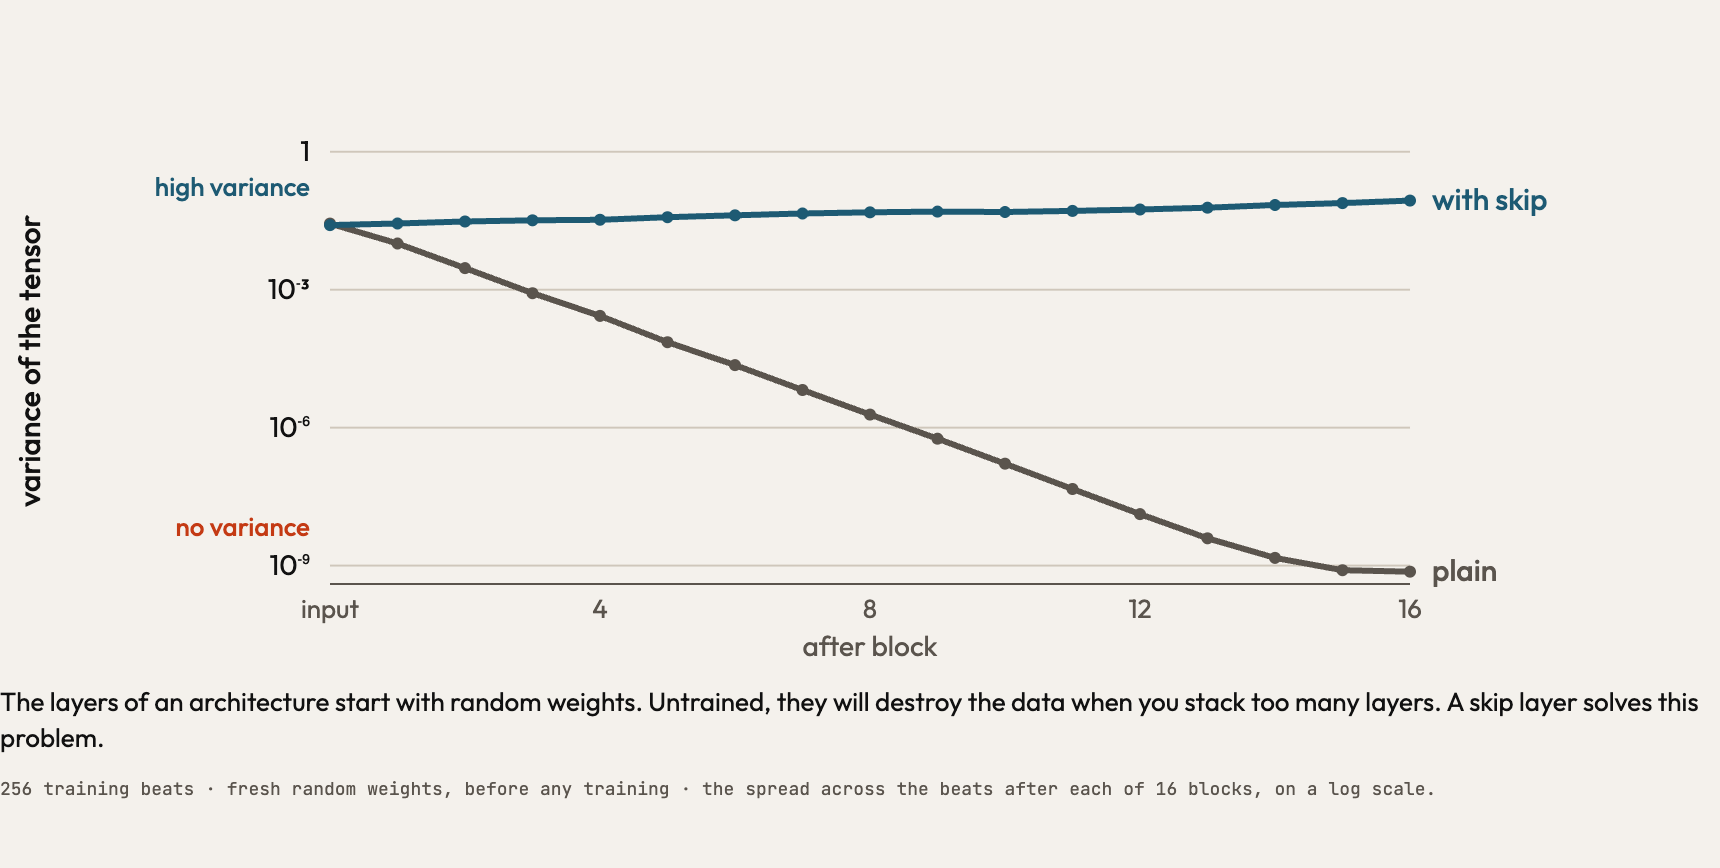 1
high variance
with skip
10⁻³
variance of the tensor
10⁻⁶
no variance
10⁻⁹
plain
input 4 8 12 16
after block
The layers of an architecture start with random weights. Untrained, they will destroy the data when you stack too many layers. A skip layer solves this
problem.
256 training beats · fresh random weights, before any training · the spread across the beats after each of 16 blocks, on a log scale.